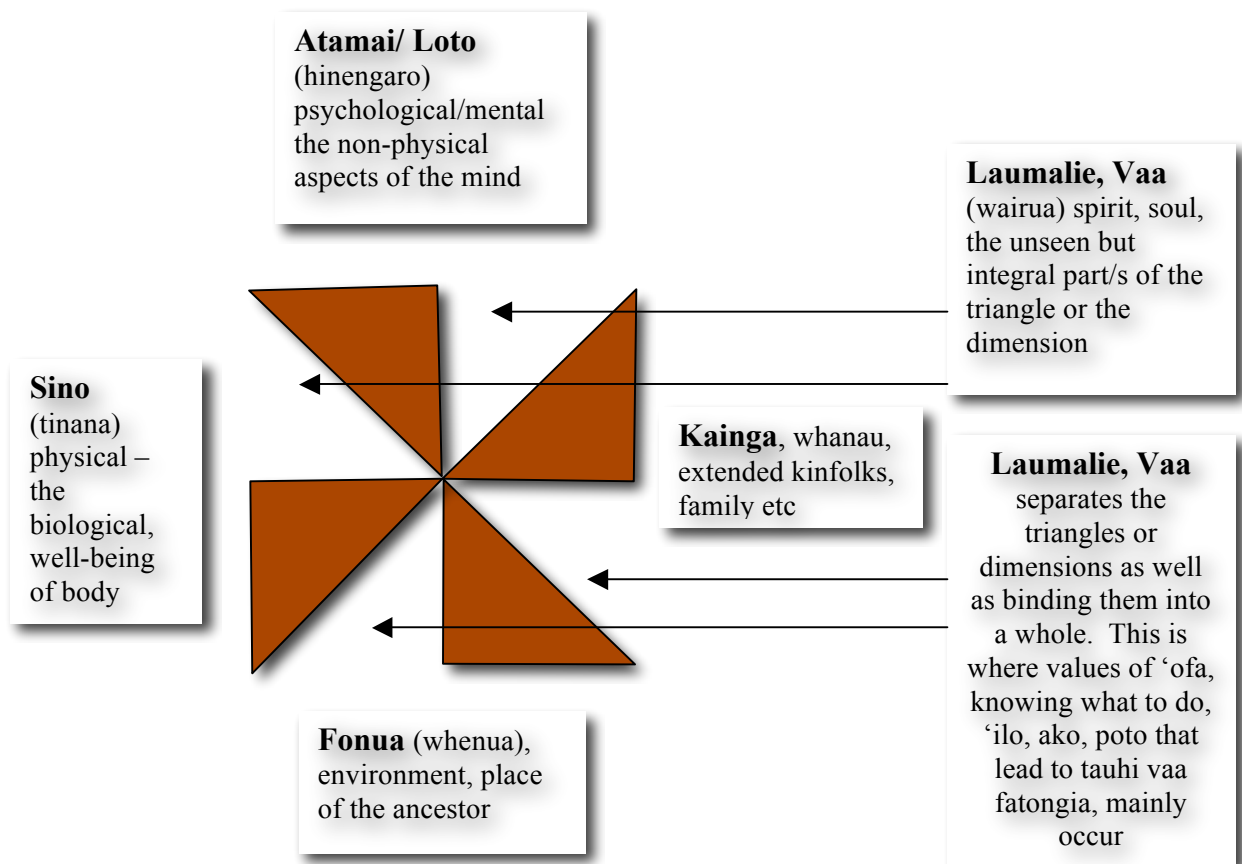 Atamai/ Loto
(hinengaro)
psychological/mental
the non-physical
aspects of the mind
Laumalie, Vaa
(wairua) spirit, soul,
the unseen but
integral part/s of the
triangle or the
dimension
Sino
(tinana)
physical –
the
biological,
well-being
of body
Kainga, whanau,
extended kinfolks,
family etc
Laumalie, Vaa
separates the
triangles or
dimensions as well
as binding them into
a whole.  This is
where values of ‘ofa,
knowing what to do,
‘ilo, ako, poto that
lead to tauhi vaa
fatongia, mainly
occur
Fonua (whenua),
environment, place
of the ancestor